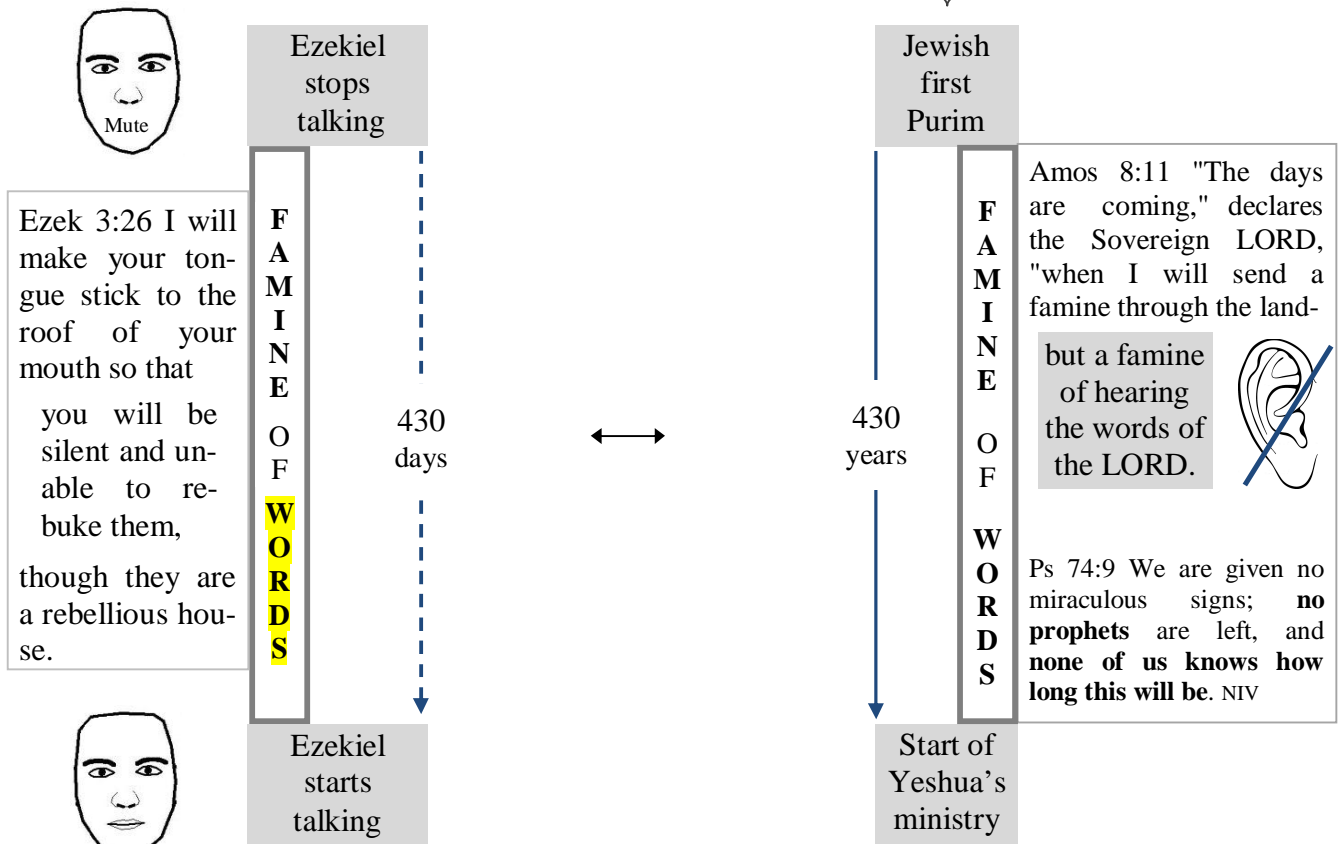 Mute
Ezekiel
stops
talking
Ezek 3:26 I will
make your ton-
gue stick to the
roof of your
mouth so that
you will be
silent and un-
able to re-
buke them,
though they are
a rebellious hou-
se.
F
A
M
I
N
E
O
F
W
O
R
D
S
430
days
Ezekiel
starts
talking
Jewish
first
Purim
430
years
F
A
M
I
N
E
O
F
W
O
R
D
S
Amos 8:11 "The days
are coming," declares
the Sovereign LORD,
"when I will send a
famine through the land-
but a famine
of hearing
the words of
the LORD.
Ps 74:9 We are given no
miraculous signs; no
prophets are left, and
none of us knows how
long this will be. NIV
Start of
Yeshua’s
ministry